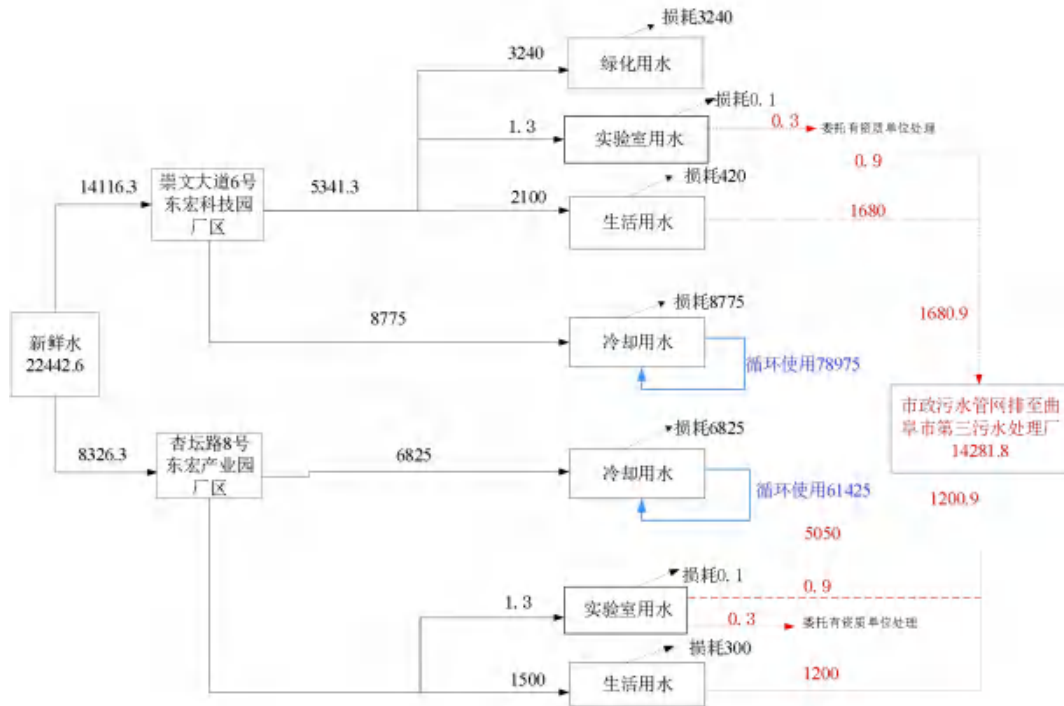 损耗3240
3240
绿化用水
损耗0.1
1.3
实验室用水
0.3
委托有资质单位处理
0.9
14116.3
崇文大道6号
东宏科技园
厂区
5341.3
损耗420
2100
生活用水
1680
损耗8775
8775
冷却用水
循环使用78975
1680.9
新鲜水
22442.6
市政污水管网排至曲
阜市第三污水处理厂
14281.8
8326.3
杏坛路8号
东宏产业园
厂区
损耗6825
6825
冷却用水
循环使用61425
1200.9
5050
损耗0.1
1.3
实验室用水
0.9
0.3
委托有资质单位处理
损耗300
1500
生活用水
1200